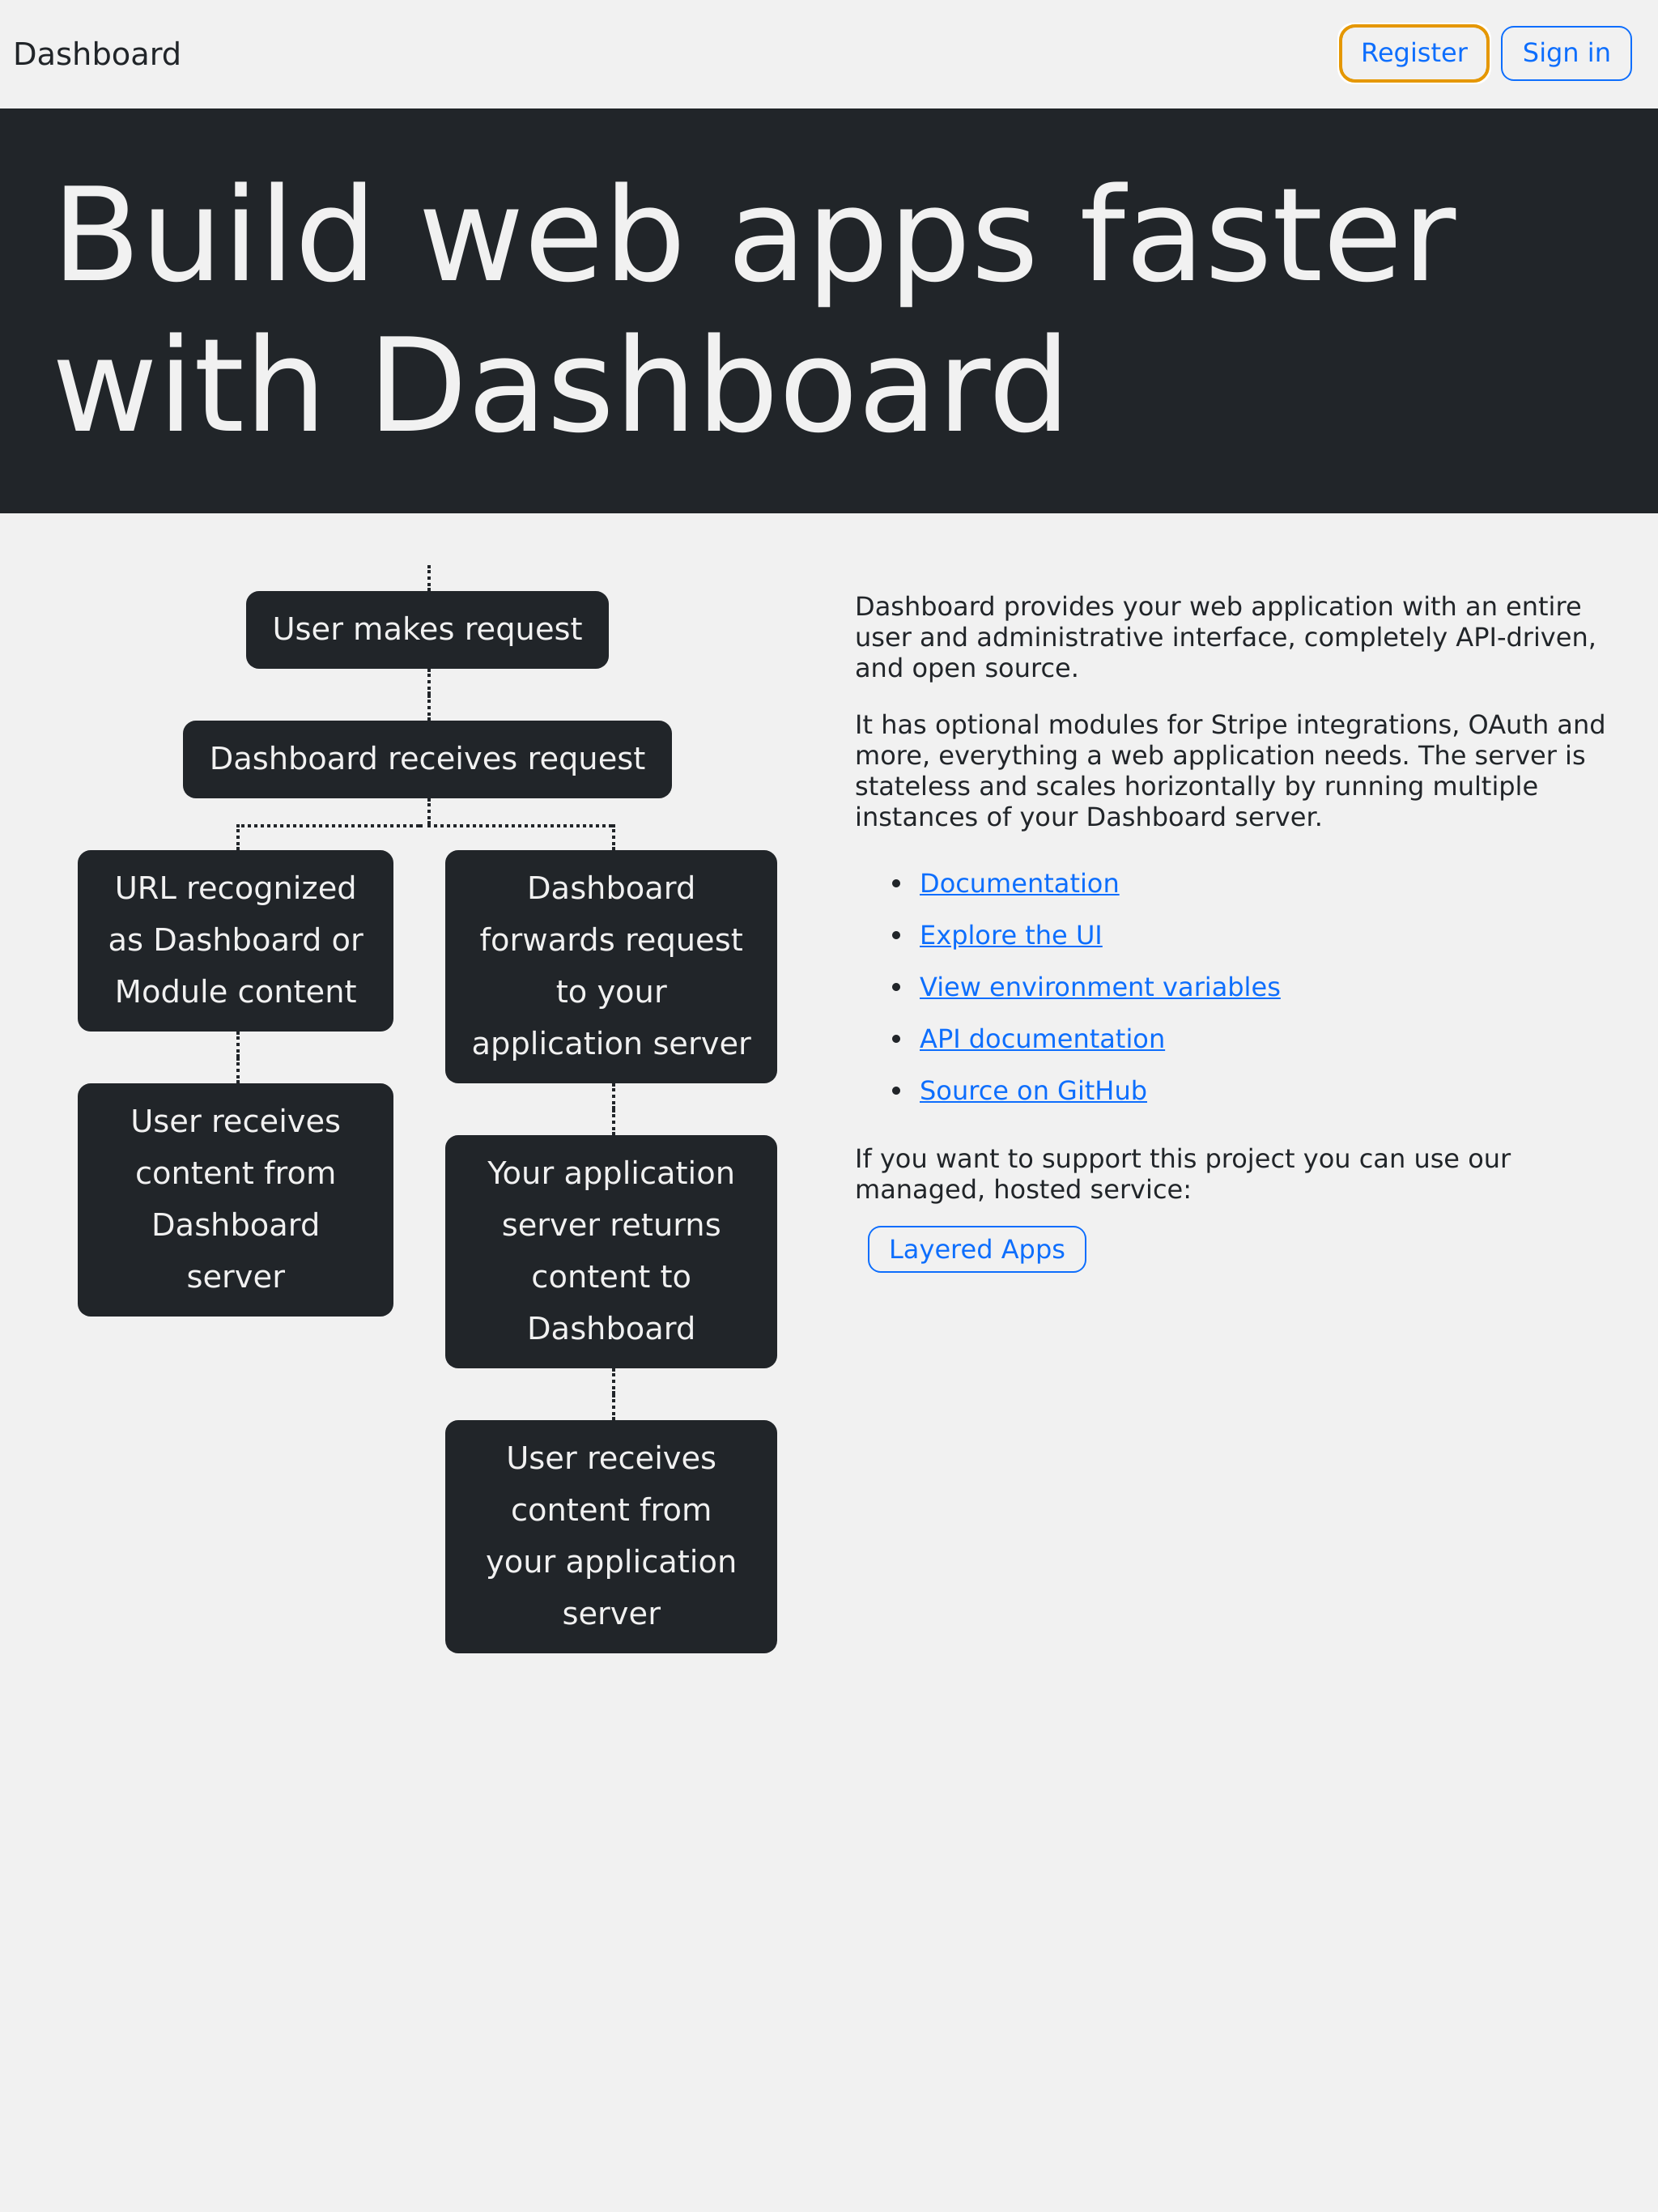 Dashboard
Register
Sign in
Build web apps faster
with Dashboard
User makes request
Dashboard receives request
URL recognized
as Dashboard or
Module content
User receives
content from
Dashboard
server
Dashboard
forwards request
to your
application server
Your application
server returns
content to
Dashboard
User receives
content from
your application
server
Dashboard provides your web application with an entire
user and administrative interface, completely API-driven,
and open source.
It has optional modules for Stripe integrations, OAuth and
more, everything a web application needs. The server is
stateless and scales horizontally by running multiple
instances of your Dashboard server.
Documentation
Explore the UI
View environment variables
API documentation
Source on GitHub
If you want to support this project you can use our
managed, hosted service:
Layered Apps